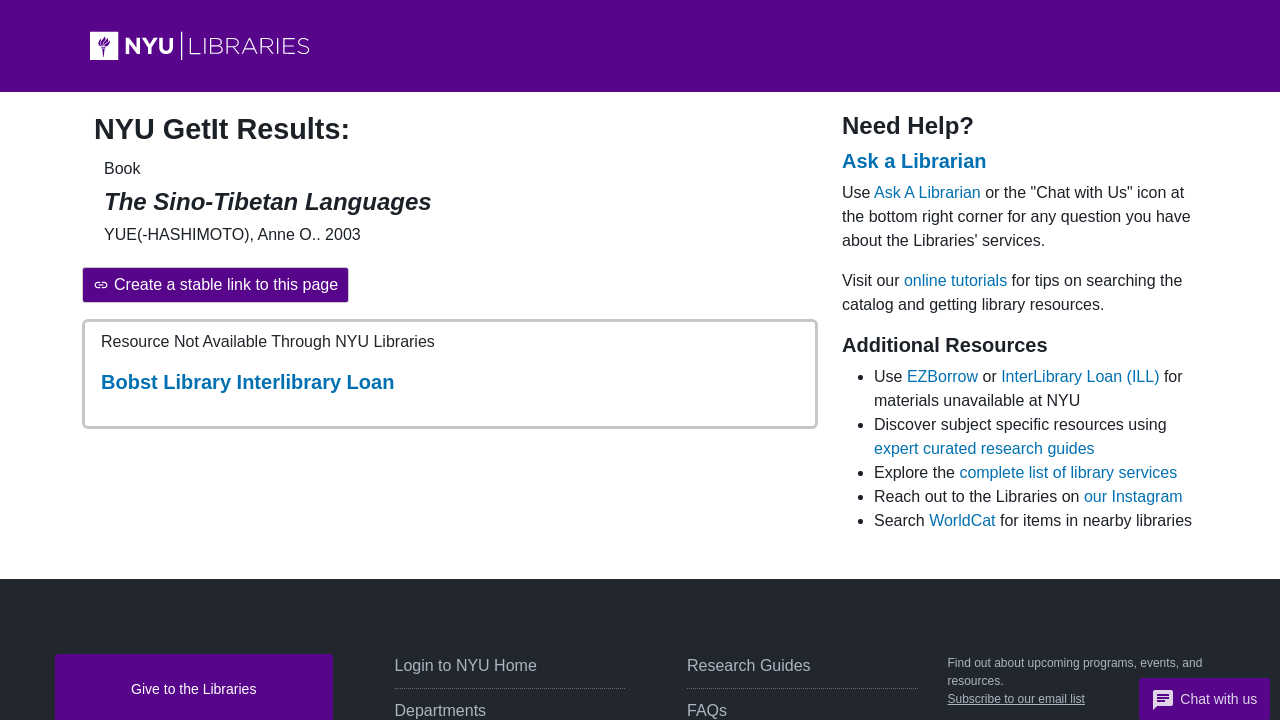 NYU LIBRARIES
NYU GetIt Results:
Book
The Sino-Tibetan Languages
YUE(-HASHIMOTO), Anne O.. 2003
Create a stable link to this page
Resource Not Available Through NYU Libraries
Bobst Library Interlibrary Loan
Need Help?
Ask a Librarian
Use Ask A Librarian or the "Chat with Us" icon at
the bottom right corner for any question you have
about the Libraries' services.
Visit our online tutorials for tips on searching the
catalog and getting library resources.
Additional Resources
Use EZBorrow or InterLibrary Loan (ILL) for
materials unavailable at NYU
Discover subject specific resources using
expert curated research guides
Explore the complete list of library services
Reach out to the Libraries on our Instagram
Search WorldCat for items in nearby libraries
Give to the Libraries
Login to NYU Home
Departments
Research Guides
FAQs
Find out about upcoming programs, events, and
resources.
Subscribe to our email list
Chat with us